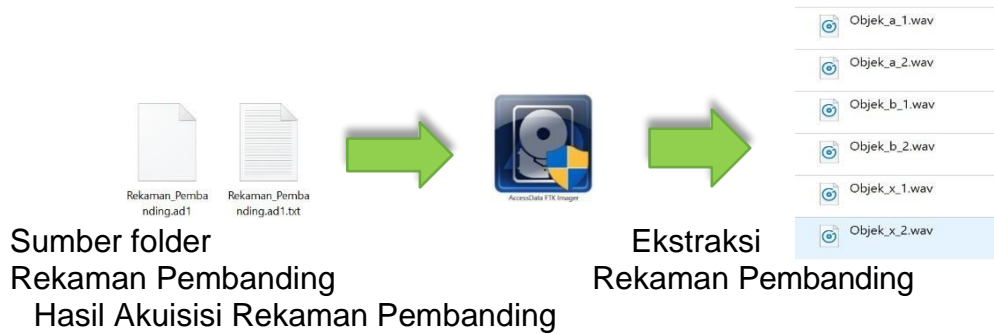 Objek_a_1.wav
Objek_a_2.wav
Objek_b_1.wav
Objek_b_2.wav
Objek_x_1.wav
Objek_x_2.wav
Rekaman_Pemba
nding.ad1
Rekaman_Pemba
nding.ad1.txt
AccessData FTK Imager
Sumber folder
Rekaman Pembanding
Ekstraksi
Rekaman Pembanding
Hasil Akuisisi Rekaman Pembanding